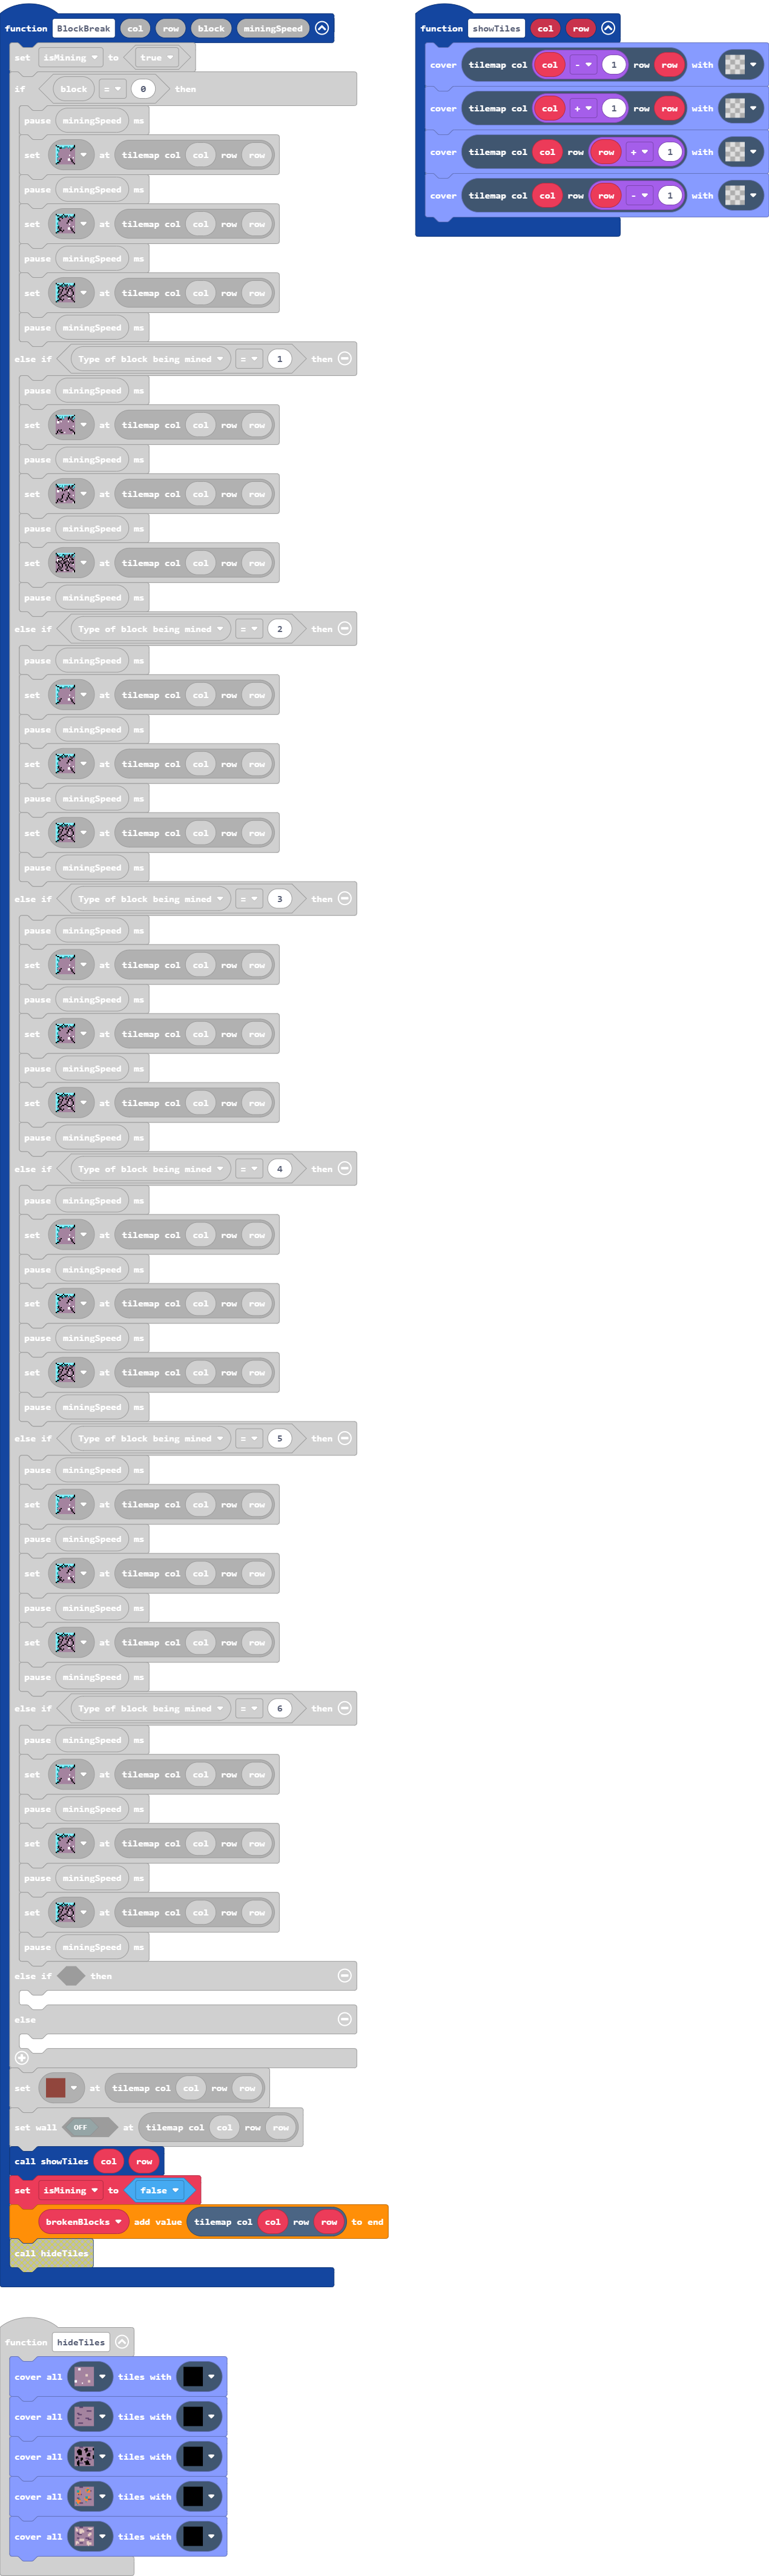 function BlockBreak col row block miningSpeed
set isMining to true
if block = 0 then
pause miningSpeed ms
set at tilemap col col row row
pause miningSpeed ms
set at tilemap col col row row
pause miningSpeed ms
set at tilemap col col row row
pause miningSpeed ms
else if Type of block being mined = 1 then
pause miningSpeed ms
set at tilemap col col row row
pause miningSpeed ms
set at tilemap col col row row
pause miningSpeed ms
set at tilemap col col row row
pause miningSpeed ms
else if Type of block being mined = 2 then
pause miningSpeed ms
set at tilemap col col row row
pause miningSpeed ms
set at tilemap col col row row
pause miningSpeed ms
set at tilemap col col row row
pause miningSpeed ms
else if Type of block being mined = 3 then
pause miningSpeed ms
set at tilemap col col row row
pause miningSpeed ms
set at tilemap col col row row
pause miningSpeed ms
set at tilemap col col row row
pause miningSpeed ms
else if Type of block being mined = 4 then
pause miningSpeed ms
set at tilemap col col row row
pause miningSpeed ms
set at tilemap col col row row
pause miningSpeed ms
set at tilemap col col row row
pause miningSpeed ms
else if Type of block being mined = 5 then
pause miningSpeed ms
set at tilemap col col row row
pause miningSpeed ms
set at tilemap col col row row
pause miningSpeed ms
set at tilemap col col row row
pause miningSpeed ms
else if Type of block being mined = 6 then
pause miningSpeed ms
set at tilemap col col row row
pause miningSpeed ms
set at tilemap col col row row
pause miningSpeed ms
set at tilemap col col row row
pause miningSpeed ms
else if then
else
set at tilemap col col row row
set wall OFF at tilemap col col row row
call showTiles col row
set isMining to false
brokenBlocks add value tilemap col col row row to end
call hideTiles
function hideTiles
cover all tiles with
cover all tiles with
cover all tiles with
cover all tiles with
cover all tiles with
function showTiles col row
cover tilemap col col - 1 row row with
cover tilemap col col + 1 row row with
cover tilemap col col row row + 1 with
cover tilemap col col row row - 1 with